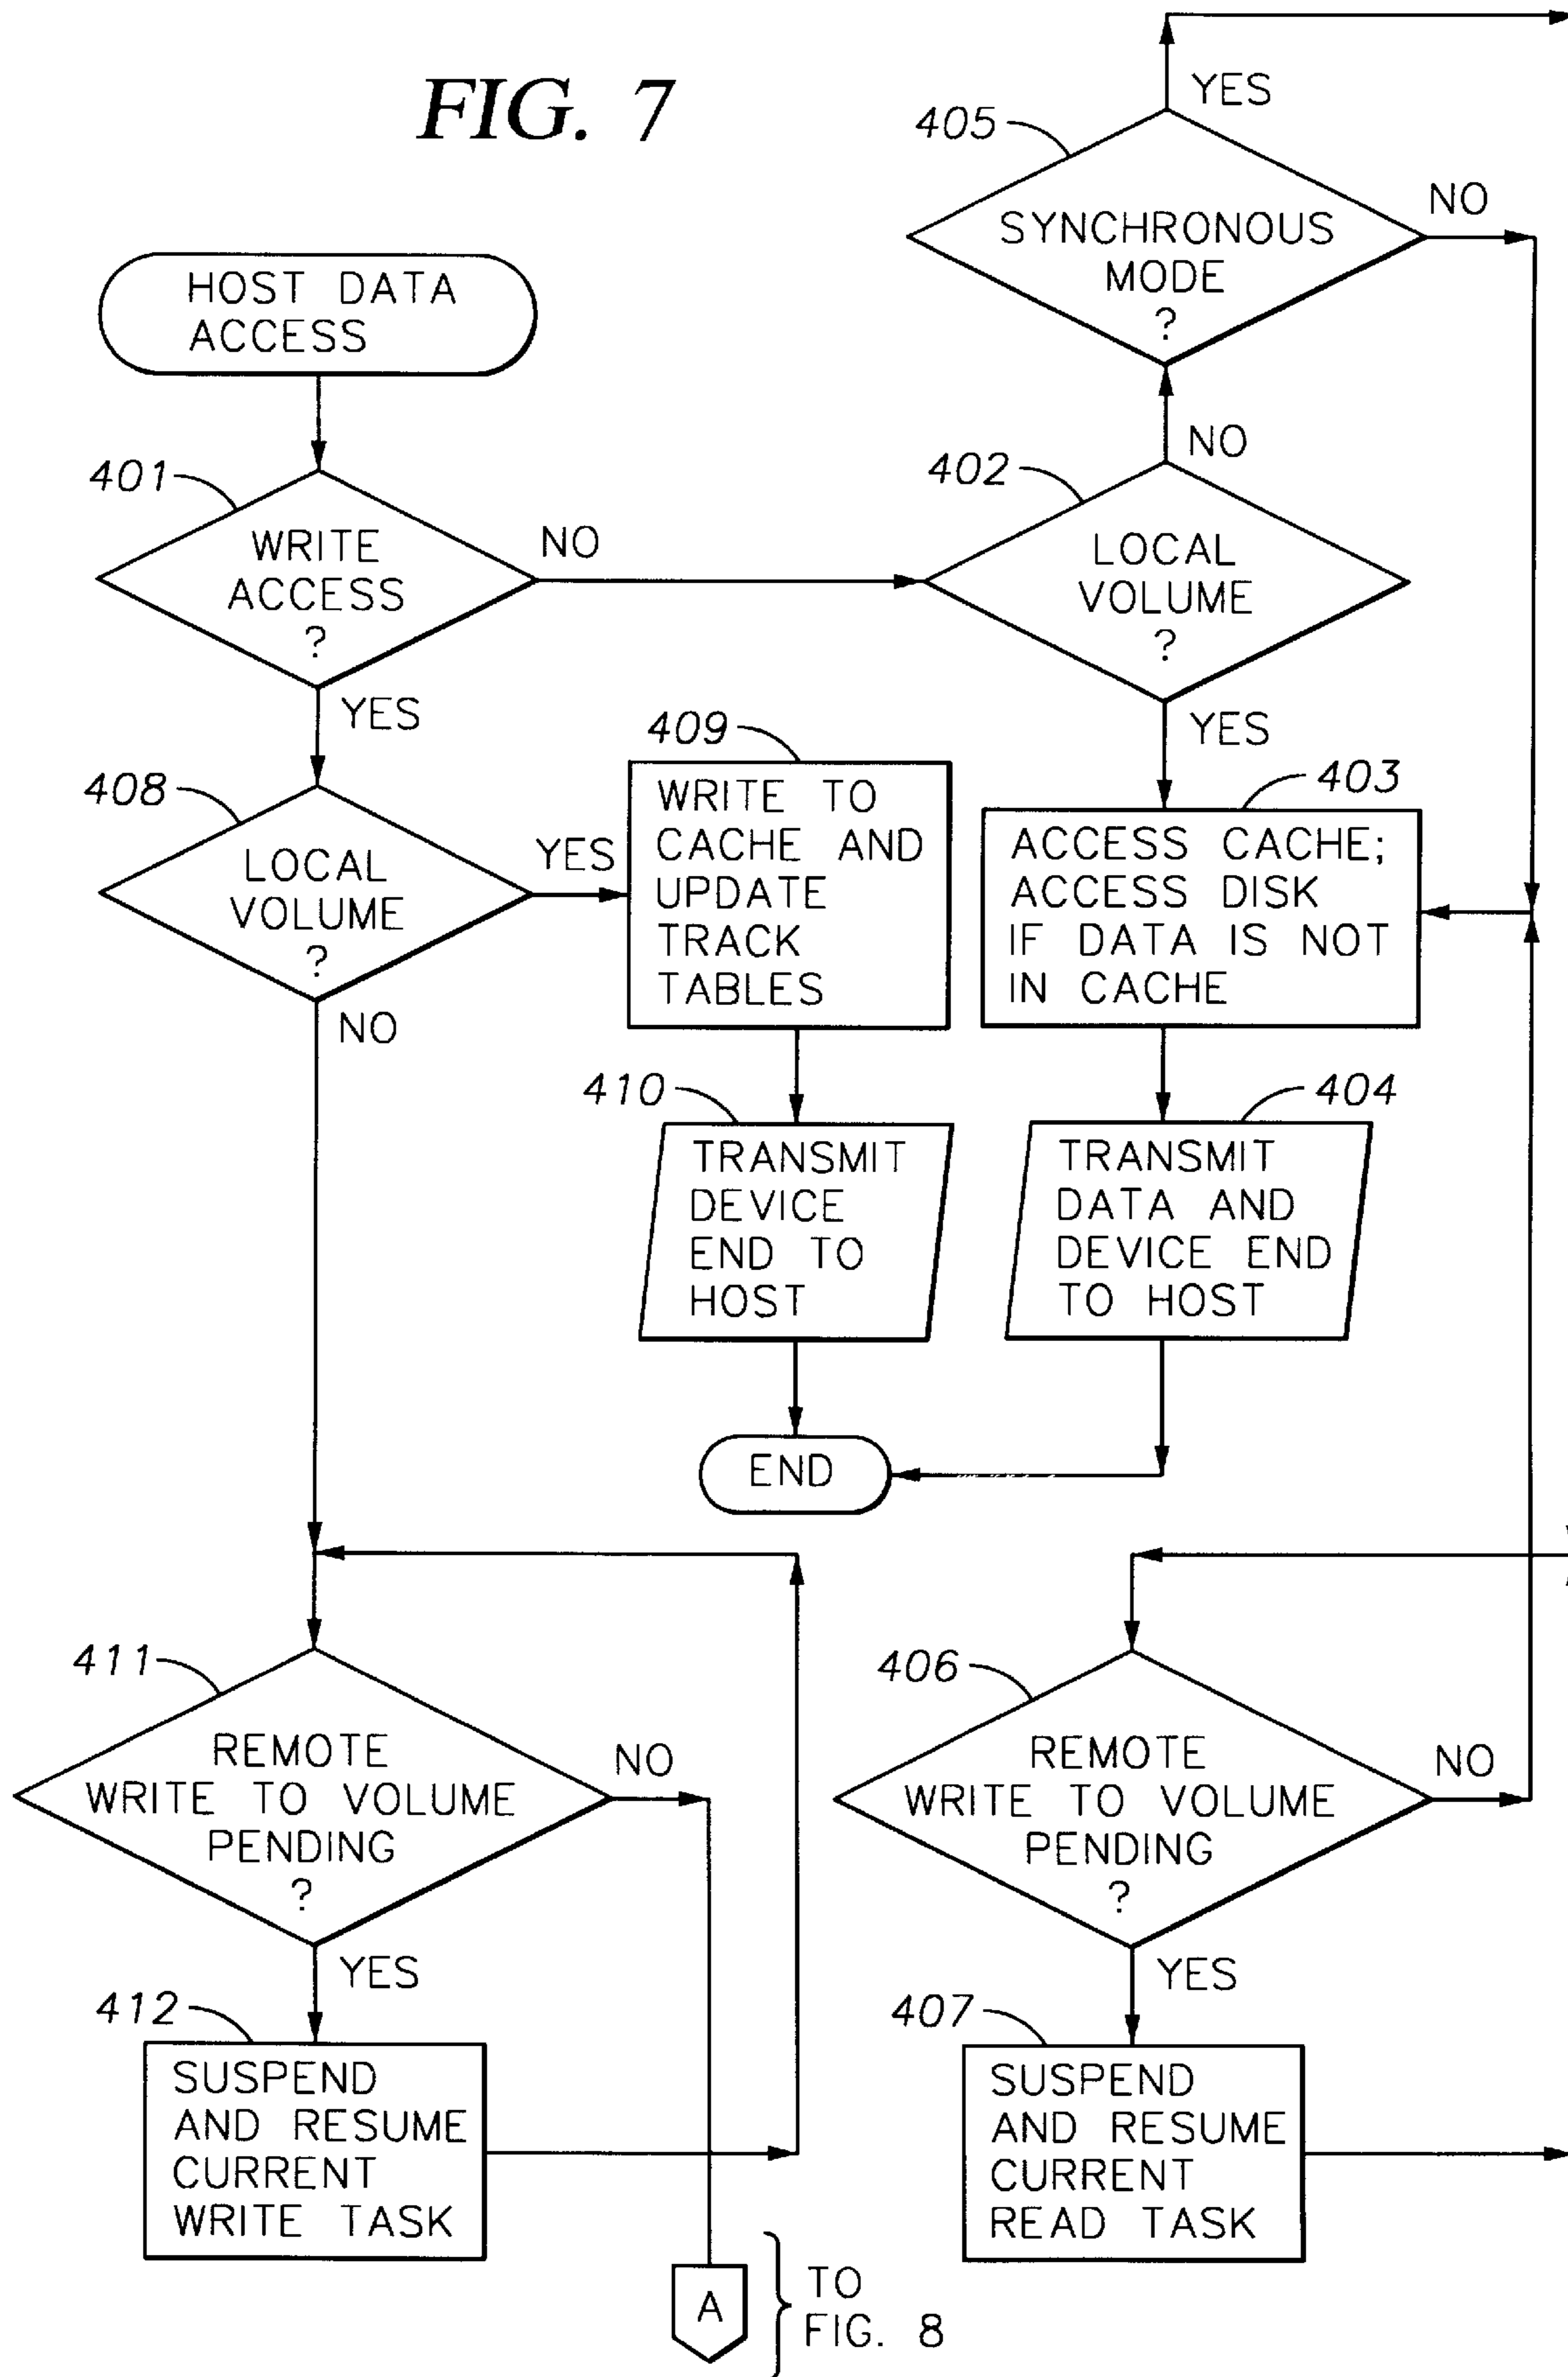 FIG. 7
HOST DATA
ACCESS
401
WRITE
ACCESS
?
NO
YES
405
SYNCHRONOUS
MODE
?
YES
NO
402
LOCAL
VOLUME
?
NO
YES
408
LOCAL
VOLUME
?
YES
NO
409
WRITE TO
CACHE AND
UPDATE
TRACK
TABLES
403
ACCESS CACHE;
ACCESS DISK
IF DATA IS NOT
IN CACHE
410
TRANSMIT
DEVICE
END TO
HOST
404
TRANSMIT
DATA AND
DEVICE END
TO HOST
END
411
REMOTE
WRITE TO VOLUME
PENDING
?
NO
YES
406
REMOTE
WRITE TO VOLUME
PENDING
?
NO
YES
412
SUSPEND
AND RESUME
CURRENT
WRITE TASK
407
SUSPEND
AND RESUME
CURRENT
READ TASK
A
TO
FIG. 8